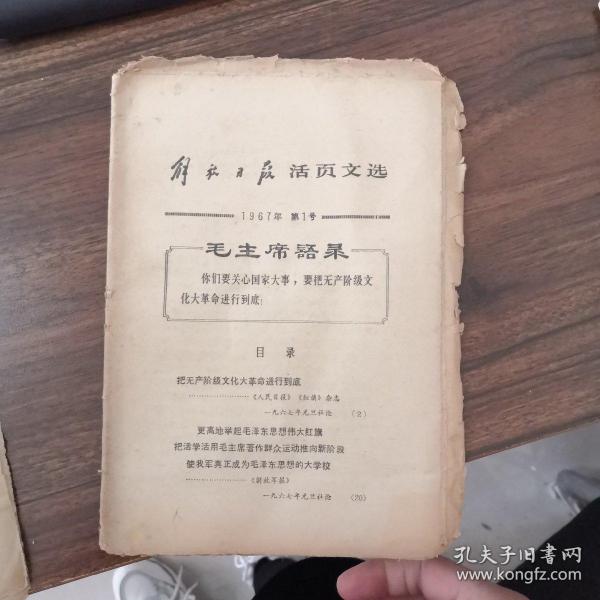 解放日报 活页文选
1967年 第1号
毛主席語录
你们要关心国家大事，要把无产阶级文
化大革命进行到底！
目录
把无产阶级文化大革命进行到底
《人民日报》《红旗》杂志
一九六七年元旦社论 （2）
更高地举起毛泽东思想伟大红旗
把活学活用毛主席著作群众运动推向新阶段
使我军真正成为毛泽东思想的大学校
《解放军报》
一九六七年元旦社论 （20）
孔夫子旧书网
www.kongfz.com